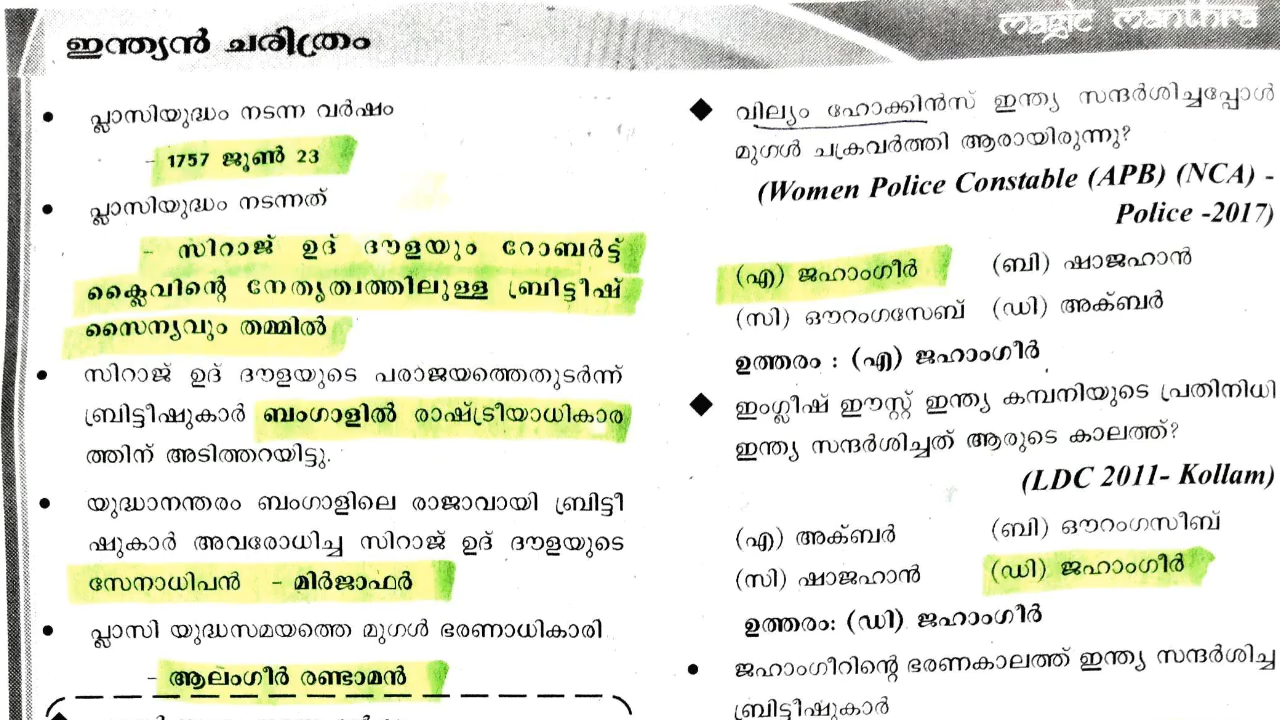 magic manthra
ഇന്ത്യൻ ചരിത്രം
• പ്ലാസിയുദ്ധം നടന്ന വർഷം
- 1757 ജൂൺ 23
• പ്ലാസിയുദ്ധം നടന്നത്
- സിറാജ് ഉദ് ദൗളയും റോബർട്ട്
ക്ലൈവിന്റെ നേതൃത്വത്തിലുള്ള ബ്രിട്ടീഷ്
സൈന്യവും തമ്മിൽ
• സിറാജ് ഉദ് ദൗളയുടെ പരാജയത്തെതുടർന്ന്
ബ്രിട്ടീഷുകാർ ബംഗാളിൽ രാഷ്ട്രീയാധികാര
ത്തിന് അടിത്തറയിട്ടു.
• യുദ്ധാനന്തരം ബംഗാളിലെ രാജാവായി ബ്രിട്ടീ
ഷുകാർ അവരോധിച്ച സിറാജ് ഉദ് ദൗളയുടെ
സേനാധിപൻ - മിർജാഫർ
• പ്ലാസി യുദ്ധസമയത്തെ മുഗൾ ഭരണാധികാരി
- ആലംഗീർ രണ്ടാമൻ
◆ വില്യം ഹോക്കിൻസ് ഇന്ത്യ സന്ദർശിച്ചപ്പോൾ
മുഗൾ ചക്രവർത്തി ആരായിരുന്നു?
(Women Police Constable (APB) (NCA) -
Police -2017)
(എ) ജഹാംഗീർ (ബി) ഷാജഹാൻ
(സി) ഔറംഗസേബ് (ഡി) അക്ബർ
ഉത്തരം : (എ) ജഹാംഗീർ
◆ ഇംഗ്ലീഷ് ഈസ്റ്റ് ഇന്ത്യ കമ്പനിയുടെ പ്രതിനിധി
ഇന്ത്യ സന്ദർശിച്ചത് ആരുടെ കാലത്ത്?
(LDC 2011- Kollam)
(എ) അക്ബർ (ബി) ഔറംഗസീബ്
(സി) ഷാജഹാൻ (ഡി) ജഹാംഗീർ
ഉത്തരം: (ഡി) ജഹാംഗീർ
• ജഹാംഗീറിന്റെ ഭരണകാലത്ത് ഇന്ത്യ സന്ദർശിച്ച
ബ്രിട്ടീഷുകാർ